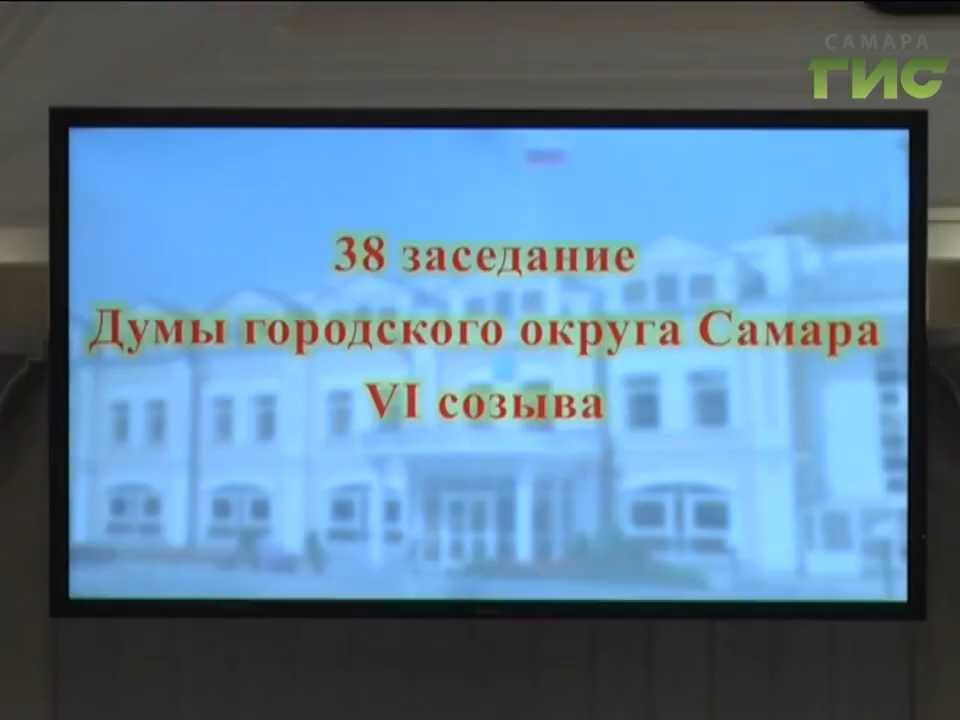 САМАРА
ГИС
38 заседание
Думы городского округа Самара
VI созыва